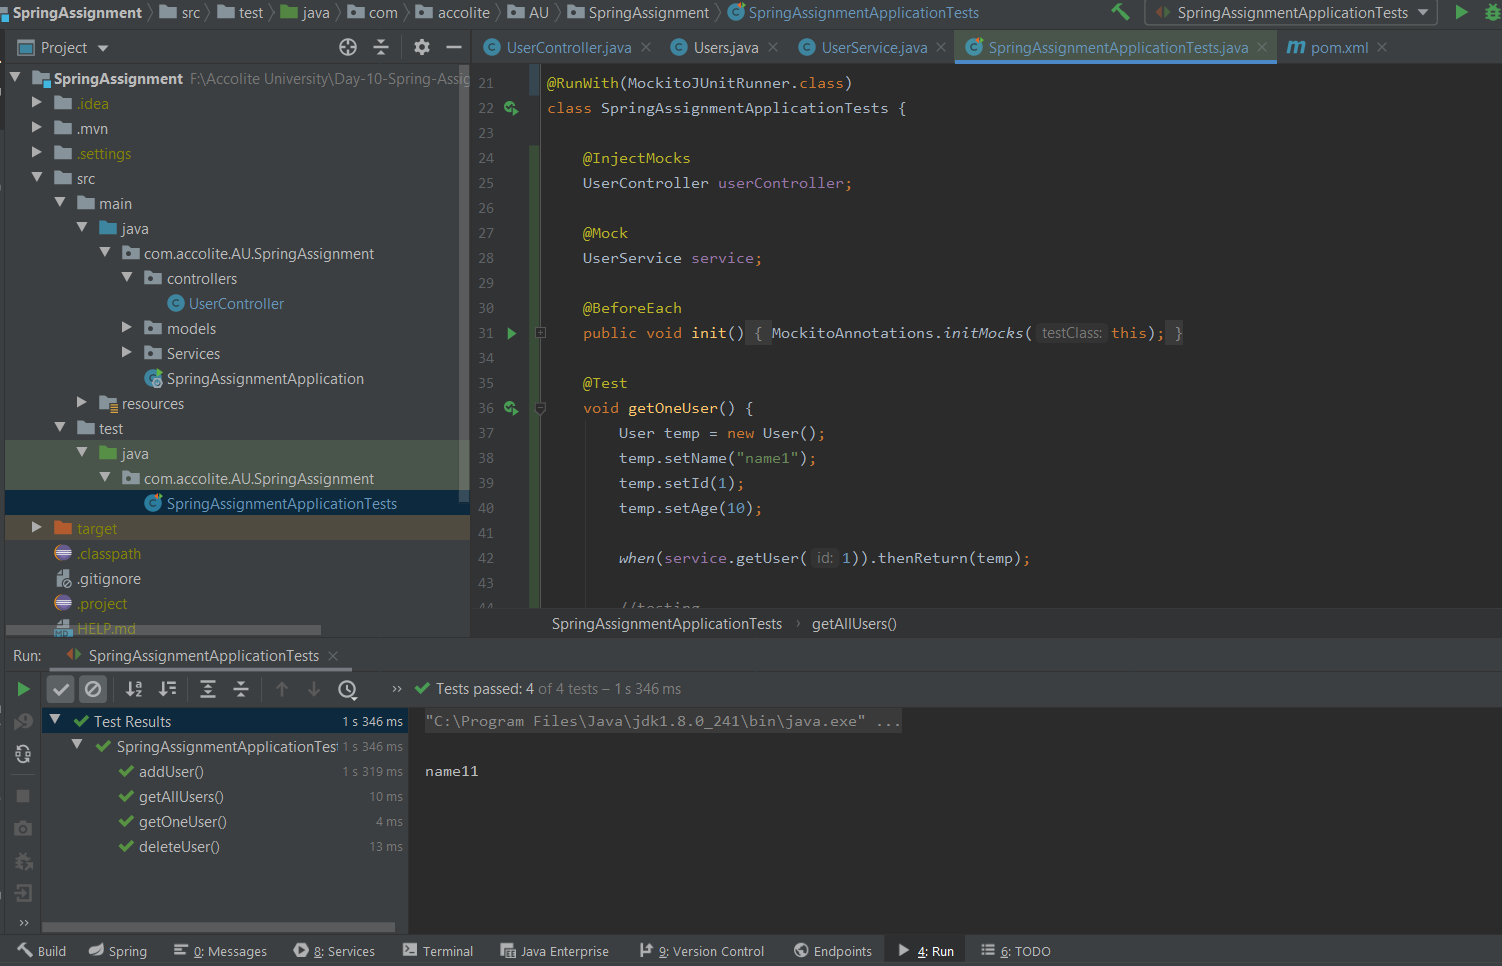 SpringAssignment src test java com accolite AU SpringAssignment SpringAssignmentApplicationTests SpringAssignmentApplicationTests
Project
UserController.java Users.java UserService.java SpringAssignmentApplicationTests.java pom.xml
SpringAssignment F:\Accolite University\Day-10-Spring-Assig
.idea
.mvn
.settings
src
main
java
com.accolite.AU.SpringAssignment
controllers
UserController
models
Services
SpringAssignmentApplication
resources
test
java
com.accolite.AU.SpringAssignment
SpringAssignmentApplicationTests
target
.classpath
.gitignore
.project
HELP.md
21 @RunWith(MockitoJUnitRunner.class)
22 class SpringAssignmentApplicationTests {
23
24 @InjectMocks
25 UserController userController;
26
27 @Mock
28 UserService service;
29
30 @BeforeEach
31 public void init() { MockitoAnnotations.initMocks( testClass: this); }
34
35 @Test
36 void getOneUser() {
37 User temp = new User();
38 temp.setName("name1");
39 temp.setId(1);
40 temp.setAge(10);
41
42 when(service.getUser( id: 1)).thenReturn(temp);
43
44 //testing
SpringAssignmentApplicationTests getAllUsers()
Run: SpringAssignmentApplicationTests
Tests passed: 4 of 4 tests – 1 s 346 ms
Test Results 1 s 346 ms
SpringAssignmentApplicationTest 1 s 346 ms
addUser() 1 s 319 ms
getAllUsers() 10 ms
getOneUser() 4 ms
deleteUser() 13 ms
"C:\Program Files\Java\jdk1.8.0_241\bin\java.exe" ...
name11
Build Spring 0: Messages 8: Services Terminal Java Enterprise 9: Version Control Endpoints 4: Run 6: TODO